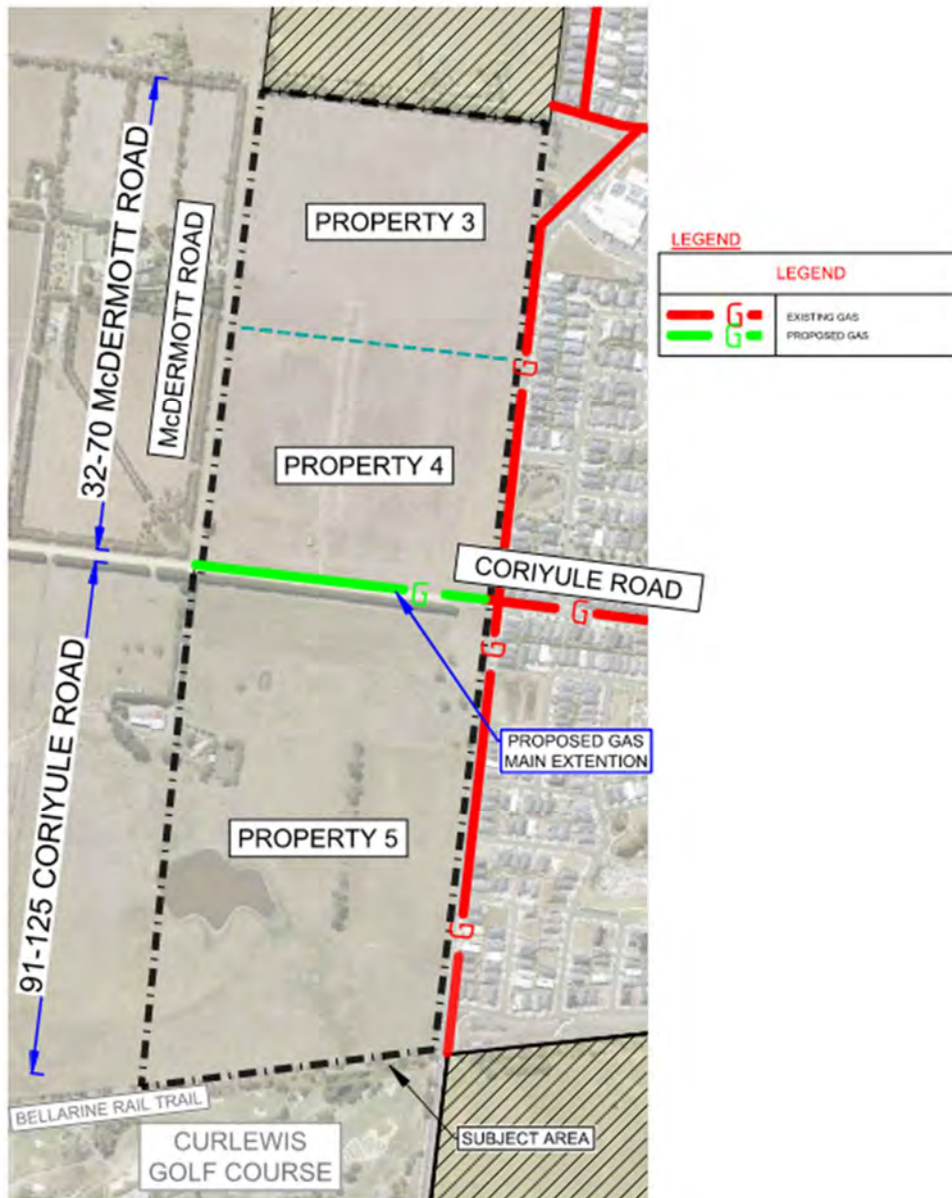 PROPERTY 3
McDERMOTT ROAD
32-70 McDERMOTT ROAD
LEGEND
LEGEND
G
EXISTING GAS
G
PROPOSED GAS
G
PROPERTY 4
CORIYULE ROAD
G
G
G
91-125 CORIYULE ROAD
PROPOSED GAS
MAIN EXTENTION
PROPERTY 5
G
BELLARINE RAIL TRAIL
SUBJECT AREA
CURLEWIS
GOLF COURSE